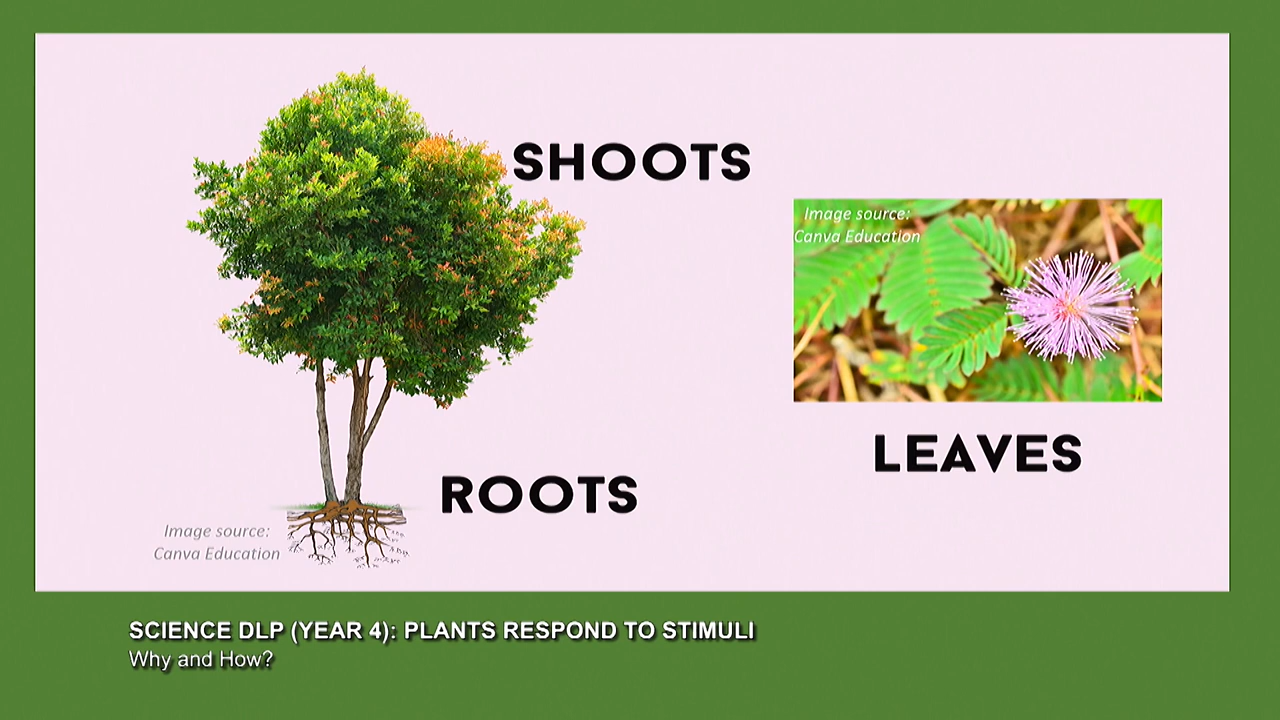 SHOOTS
Image source:
Canva Education
LEAVES
ROOTS
Image source:
Canva Education
SCIENCE DLP (YEAR 4): PLANTS RESPOND TO STIMULI
Why and How?